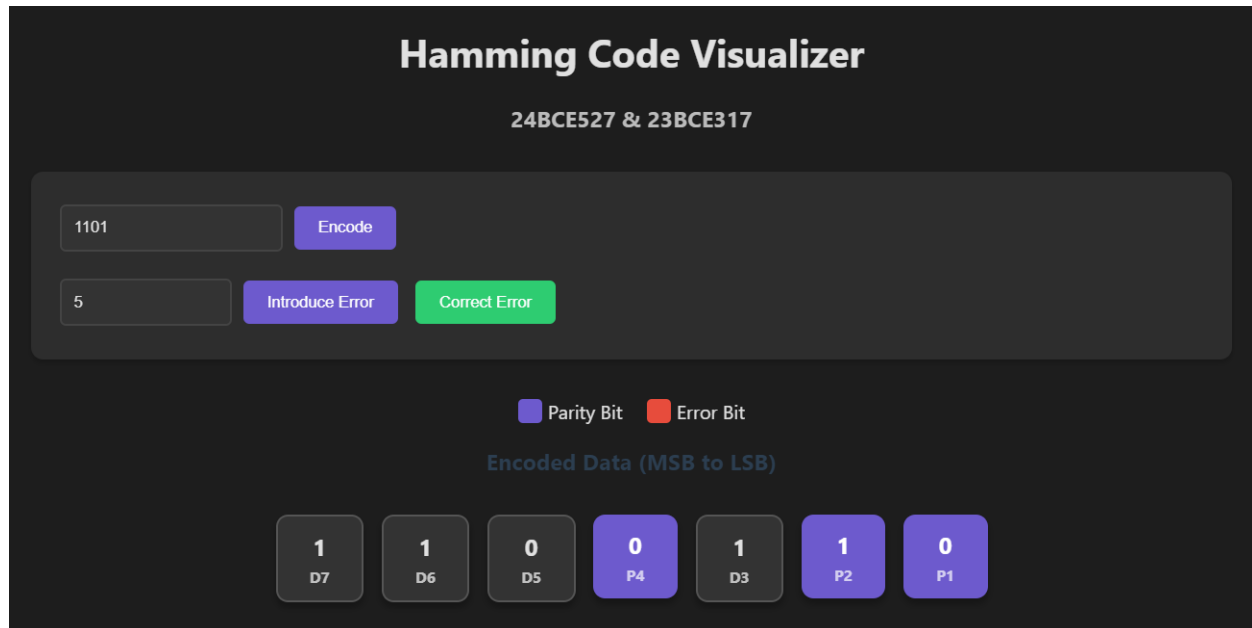 Hamming Code Visualizer
24BCE527 & 23BCE317
1101 Encode
5 Introduce Error Correct Error
Parity Bit Error Bit
Encoded Data (MSB to LSB)
1 1 0 0 1 1 0
D7 D6 D5 P4 D3 P2 P1